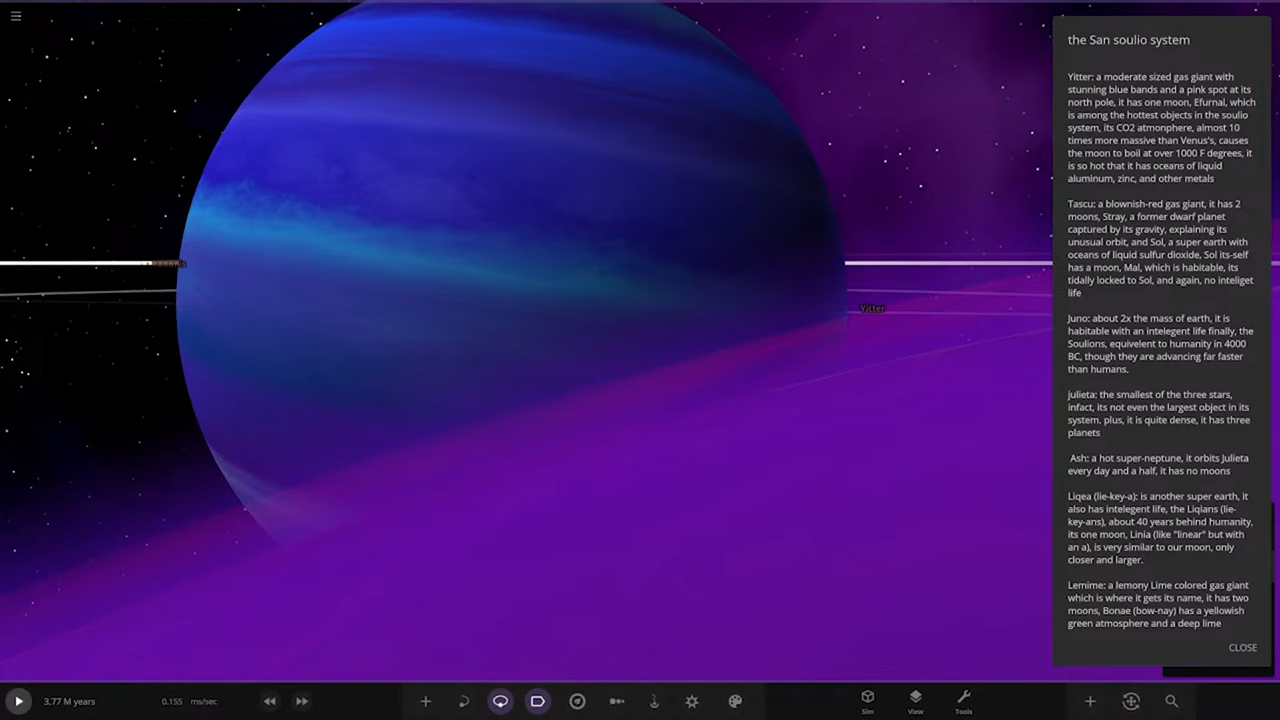 the San soulio system
Yitter: a moderate sized gas giant with
stunning blue bands and a pink spot at its
north pole, it has one moon, Efurnal, which
is among the hottest objects in the soulio
system, its CO2 atmonphere, almost 10
times more massive than Venus's, causes
the moon to boil at over 1000 F degrees, it
is so hot that it has oceans of liquid
aluminum, zinc, and other metals
Tascu: a blownish-red gas giant, it has 2
moons, Stray, a former dwarf planet
captured by its gravity, explaining its
unusual orbit, and Sol, a super earth with
oceans of liquid sulfur dioxide, Sol its-self
has a moon, Mal, which is habitable, its
tidally locked to Sol, and again, no inteliget
life
Juno: about 2x the mass of earth, it is
habitable with an intelegent life finally, the
Soulions, equivelent to humanity in 4000
BC, though they are advancing far faster
than humans.
julieta: the smallest of the three stars,
infact, its not even the largest object in its
system. plus, it is quite dense, it has three
planets
Ash: a hot super-neptune, it orbits Julieta
every day and a half, it has no moons
Liqea (lie-key-a): is another super earth, it
also has intelegent life, the Liqians (lie-
key-ans), about 40 years behind humanity,
its one moon, Linia (like "linear" but with
an a), is very similar to our moon, only
closer and larger.
Lemime: a lemony Lime colored gas giant
which is where it gets its name, it has two
moons, Bonae (bow-nay) has a yellowish
green atmosphere and a deep lime
CLOSE
Yitter
3.77 M years
0.155 ms/sec
Sim
View
Tools